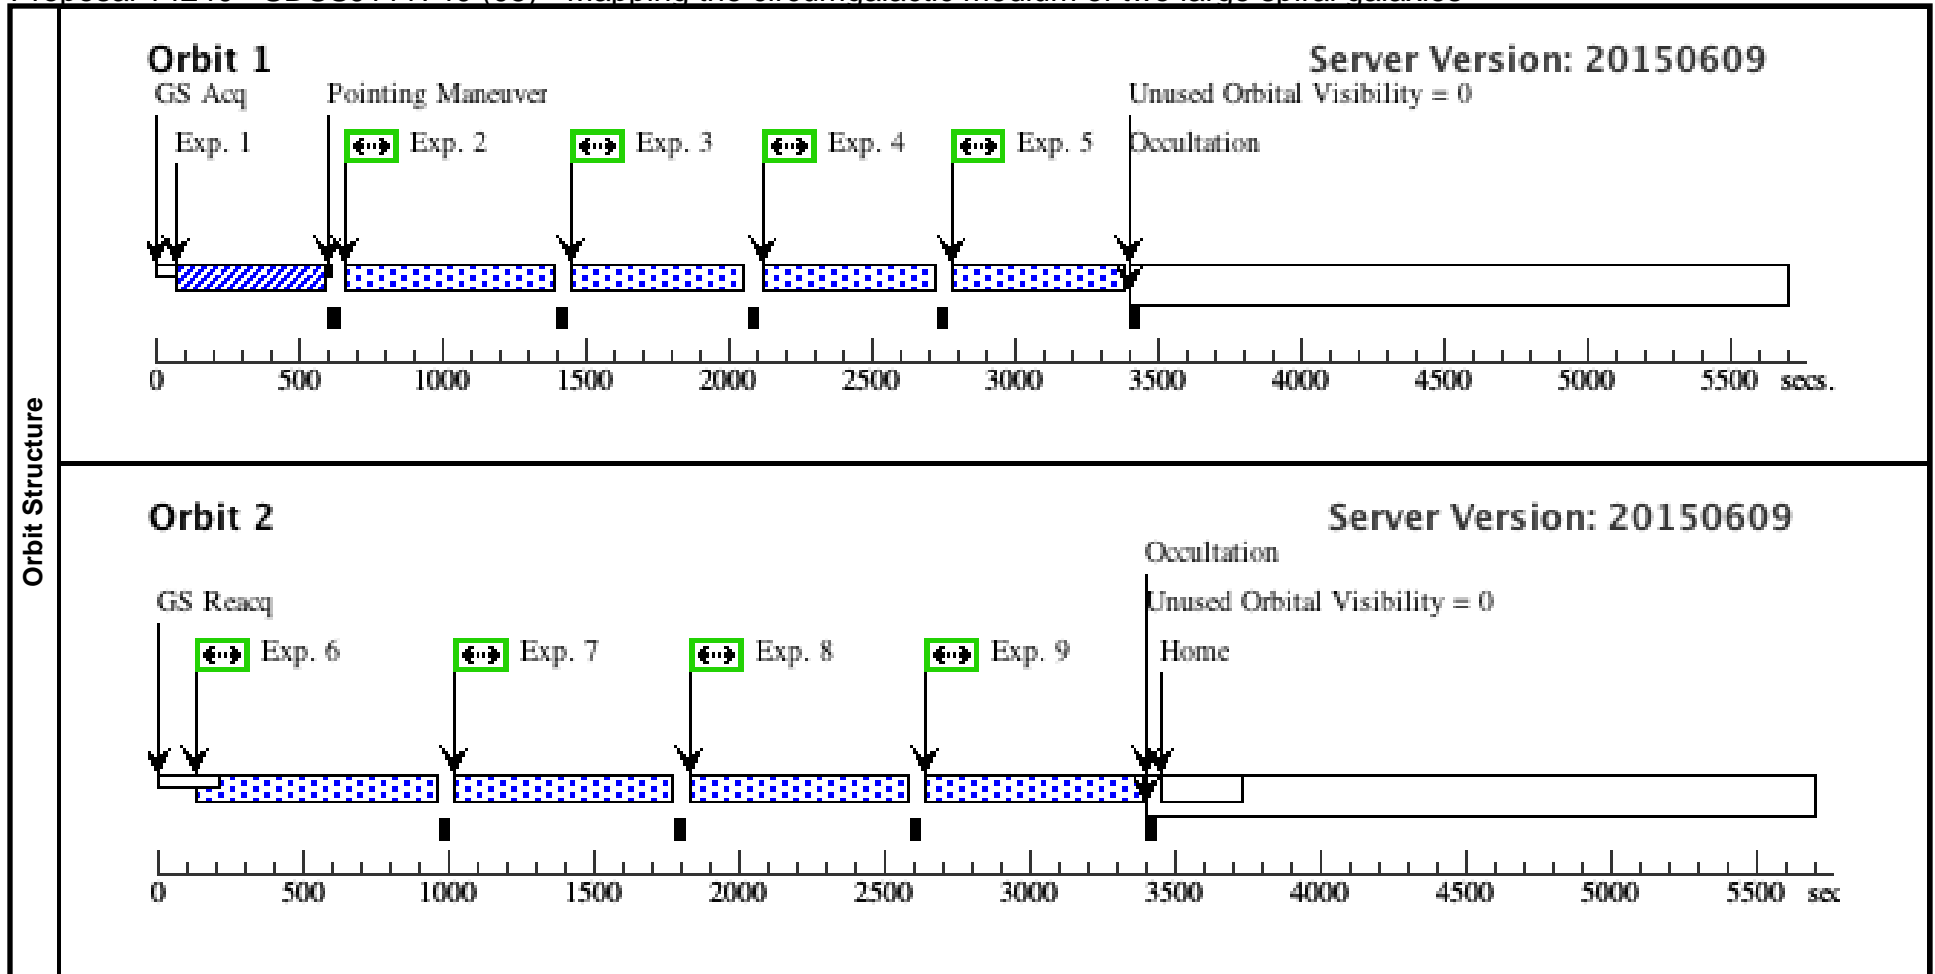 Orbit Structure
Orbit 1
Server Version: 20150609
GS Acq
Pointing Maneuver
Unused Orbital Visibility = 0
Exp. 1
Exp. 2
Exp. 3
Exp. 4
Exp. 5
Occultation
0 500 1000 1500 2000 2500 3000 3500 4000 4500 5000 5500 secs.
Orbit 2
Server Version: 20150609
Occultation
GS Reacq
Unused Orbital Visibility = 0
Exp. 6
Exp. 7
Exp. 8
Exp. 9
Home
0 500 1000 1500 2000 2500 3000 3500 4000 4500 5000 5500 sec